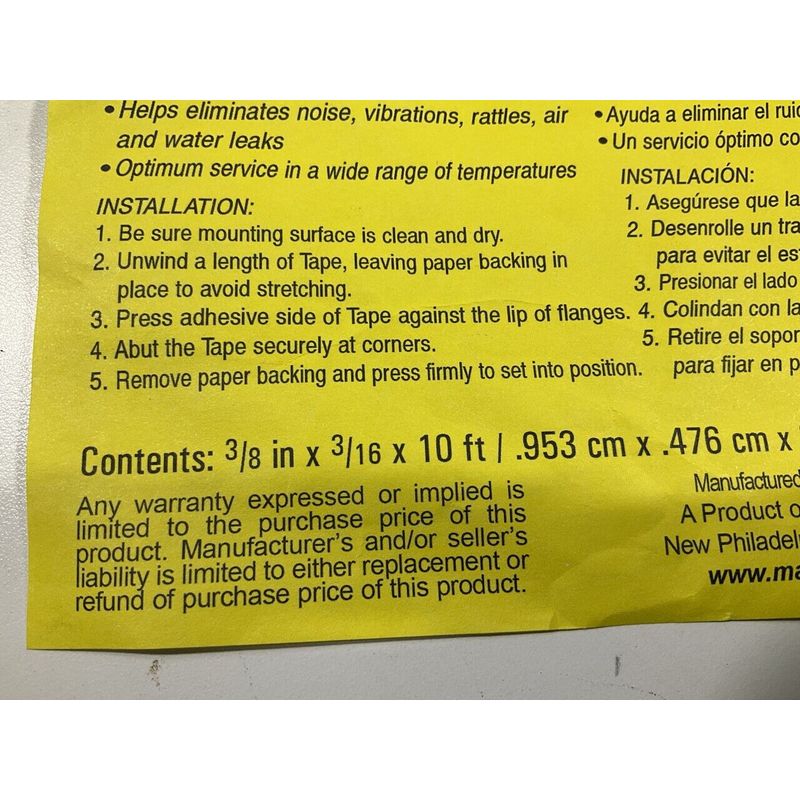 • Helps eliminates noise, vibrations, rattles, air
and water leaks
• Optimum service in a wide range of temperatures
INSTALLATION:
1. Be sure mounting surface is clean and dry.
2. Unwind a length of Tape, leaving paper backing in
place to avoid stretching.
3. Press adhesive side of Tape against the lip of flanges.
4. Abut the Tape securely at corners.
5. Remove paper backing and press firmly to set into position.
• Ayuda a eliminar el
• Un servicio óptimo
INSTALACIÓN:
1. Asegúrese que la
2. Desenrolle un
para evitar el
3. Presionar el lado
4. Colindan con la
5. Retire el
para fijar en
Contents: 3/8 in x 3/16 x 10 ft / .953 cm x .476 cm x
Any warranty expressed or implied is
limited to the purchase price of this
product. Manufacturer's and/or seller's
liability is limited to either replacement or
refund of purchase price of this product.
Manufactured
A Product
New